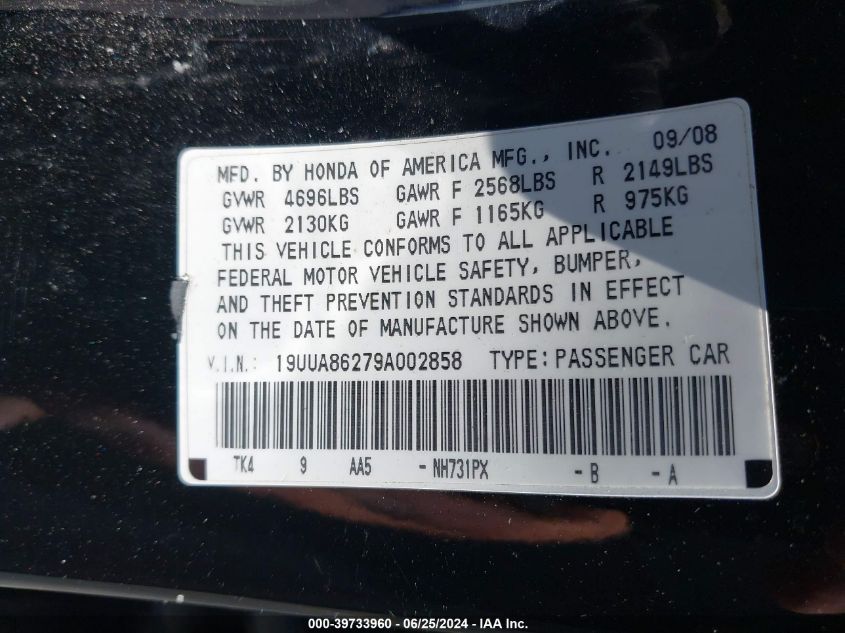 09/08
MFD. BY HONDA OF AMERICA MFG., INC.
GVWR 4696LBS GAWR F 2568LBS R 2149LBS
GVWR 2130KG GAWR F 1165KG R 975KG
THIS VEHICLE CONFORMS TO ALL APPLICABLE
FEDERAL MOTOR VEHICLE SAFETY, BUMPER,
AND THEFT PREVENTION STANDARDS IN EFFECT
ON THE DATE OF MANUFACTURE SHOWN ABOVE.
V.I.N.: 19UUA86279A002858 TYPE:PASSENGER CAR
TK4 9 AA5 -NH731PX -B -A
000-39733960 - 06/25/2024 - IAA Inc.